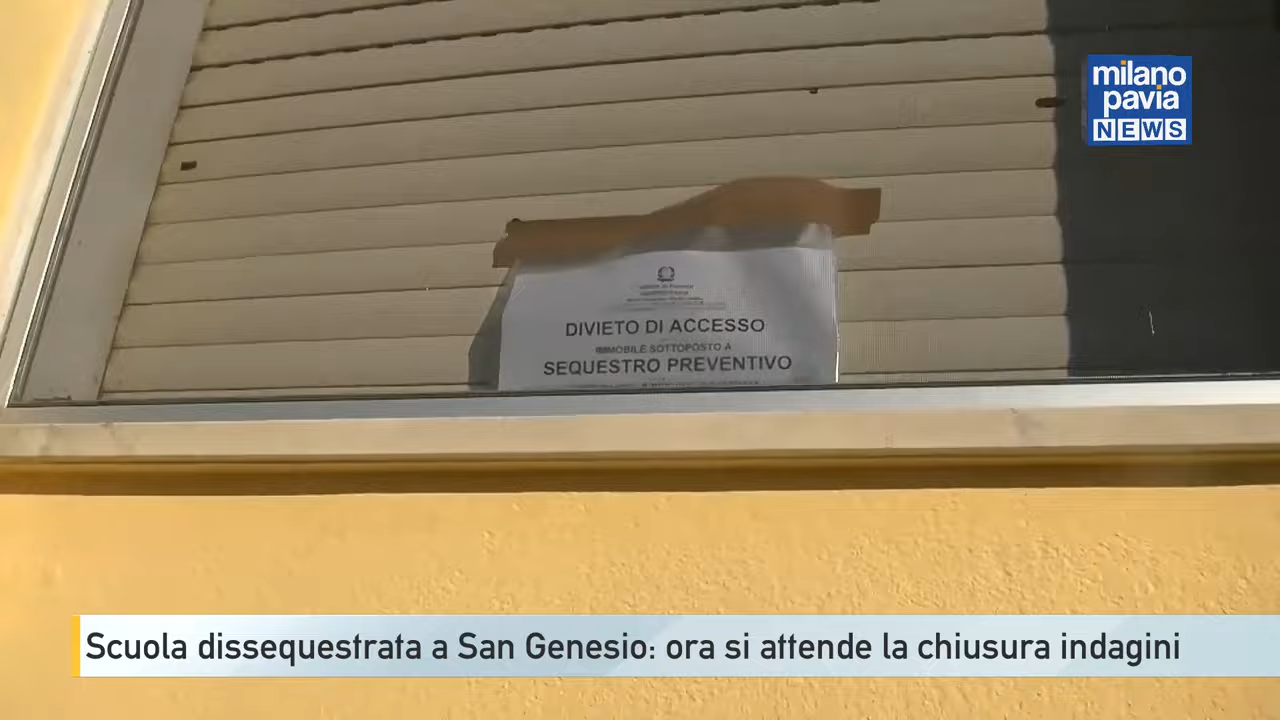 milano
pavia
NEWS
DIVIETO DI ACCESSO
IMMOBILE SOTTOPOSTO A
SEQUESTRO PREVENTIVO
Scuola dissequestrata a San Genesio: ora si attende la chiusura indagini